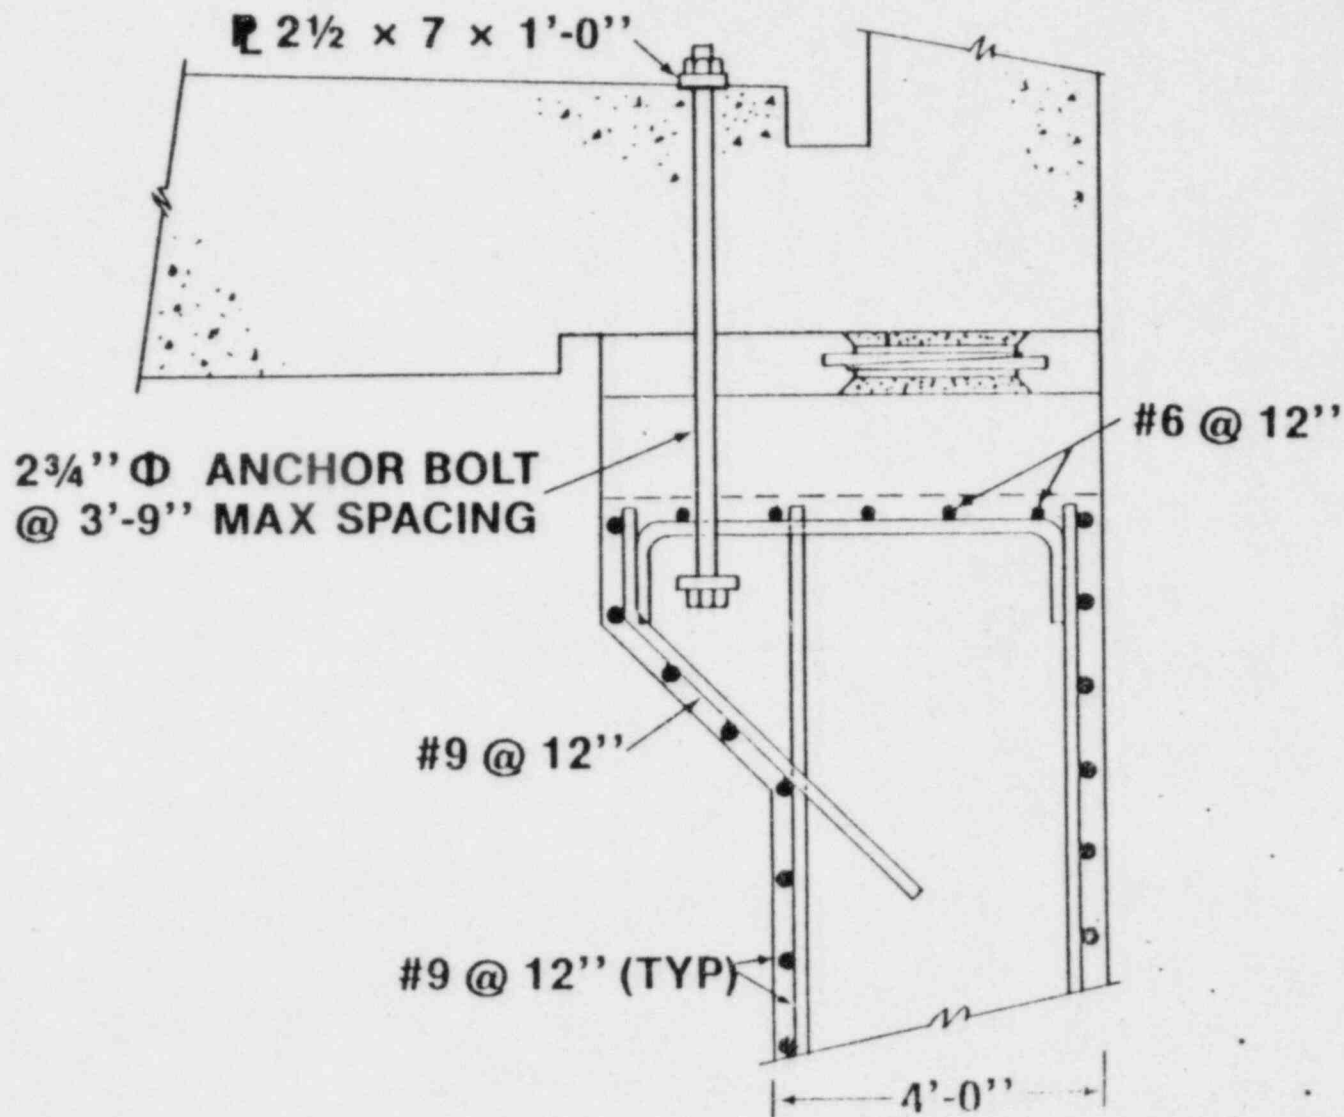 ℄ 2½ × 7 × 1'-0''
#6 @ 12''
2¾'' Φ ANCHOR BOLT
@ 3'-9'' MAX SPACING
#9 @ 12''
#9 @ 12'' (TYP)
4'-0''